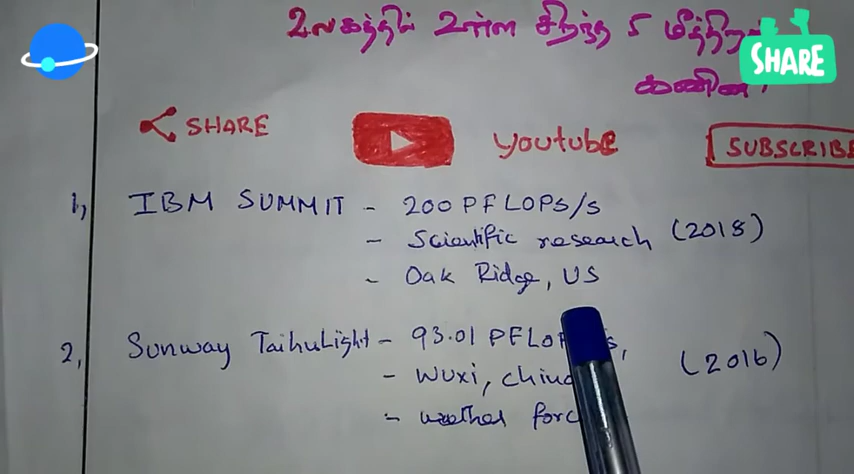 உலகத்தில் உள்ள சிறந்த 5
SHARE
SHARE
youtube
SUBSCRIBE
1, IBM SUMMIT - 200 PFLOPS/s
- Scientific research (2018)
- Oak Ridge, US
2, Sunway TaihuLight - 93.01
(2016)
- Wuxi,
-